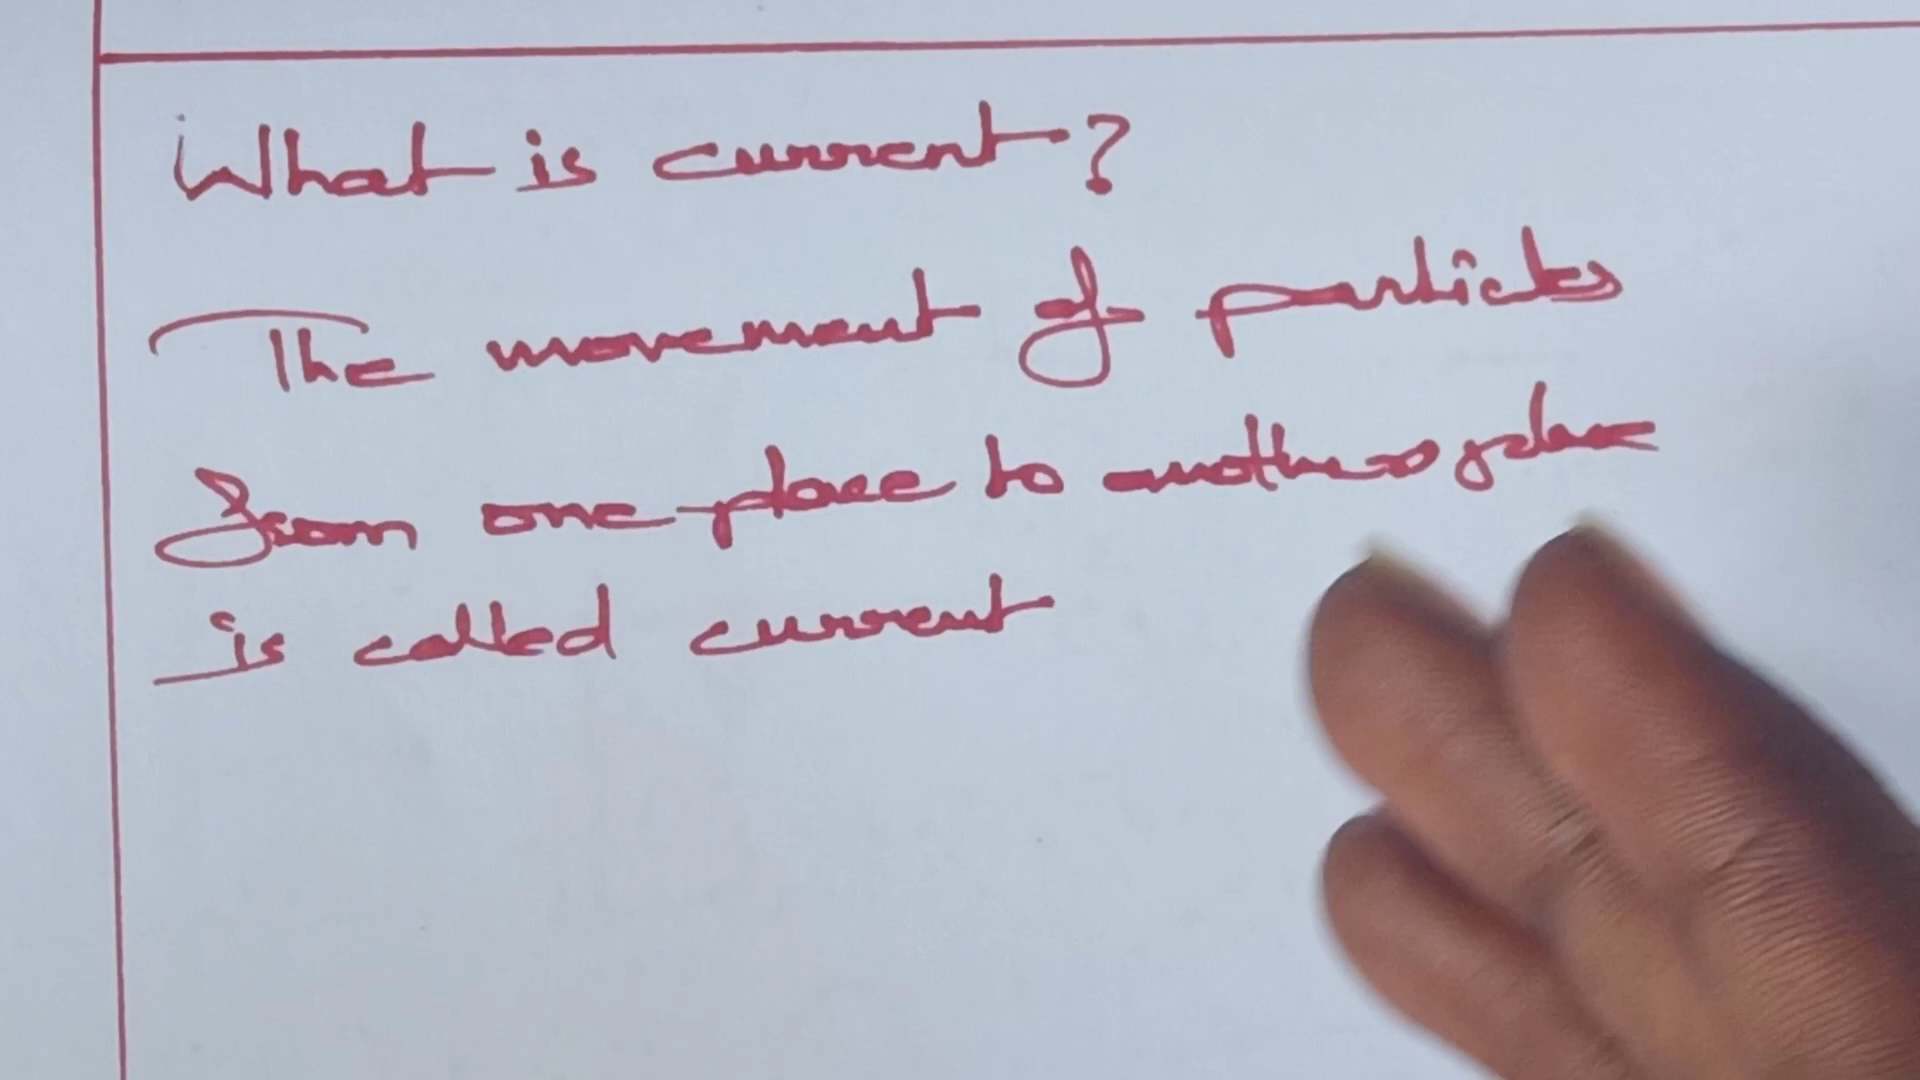 What is current?
The movement of particles
from one place to another place
is called current